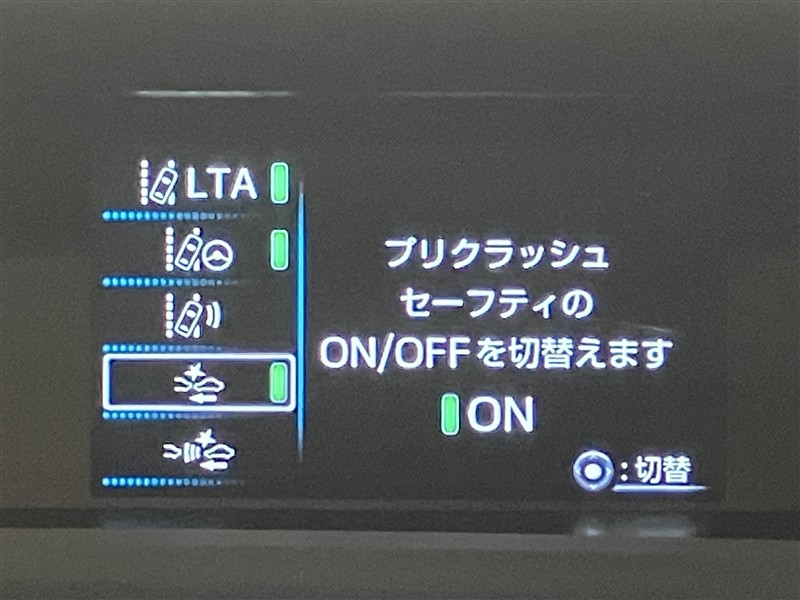 LTA
プリクラッシュ
セーフティの
ON/OFFを切替えます
ON
:切替